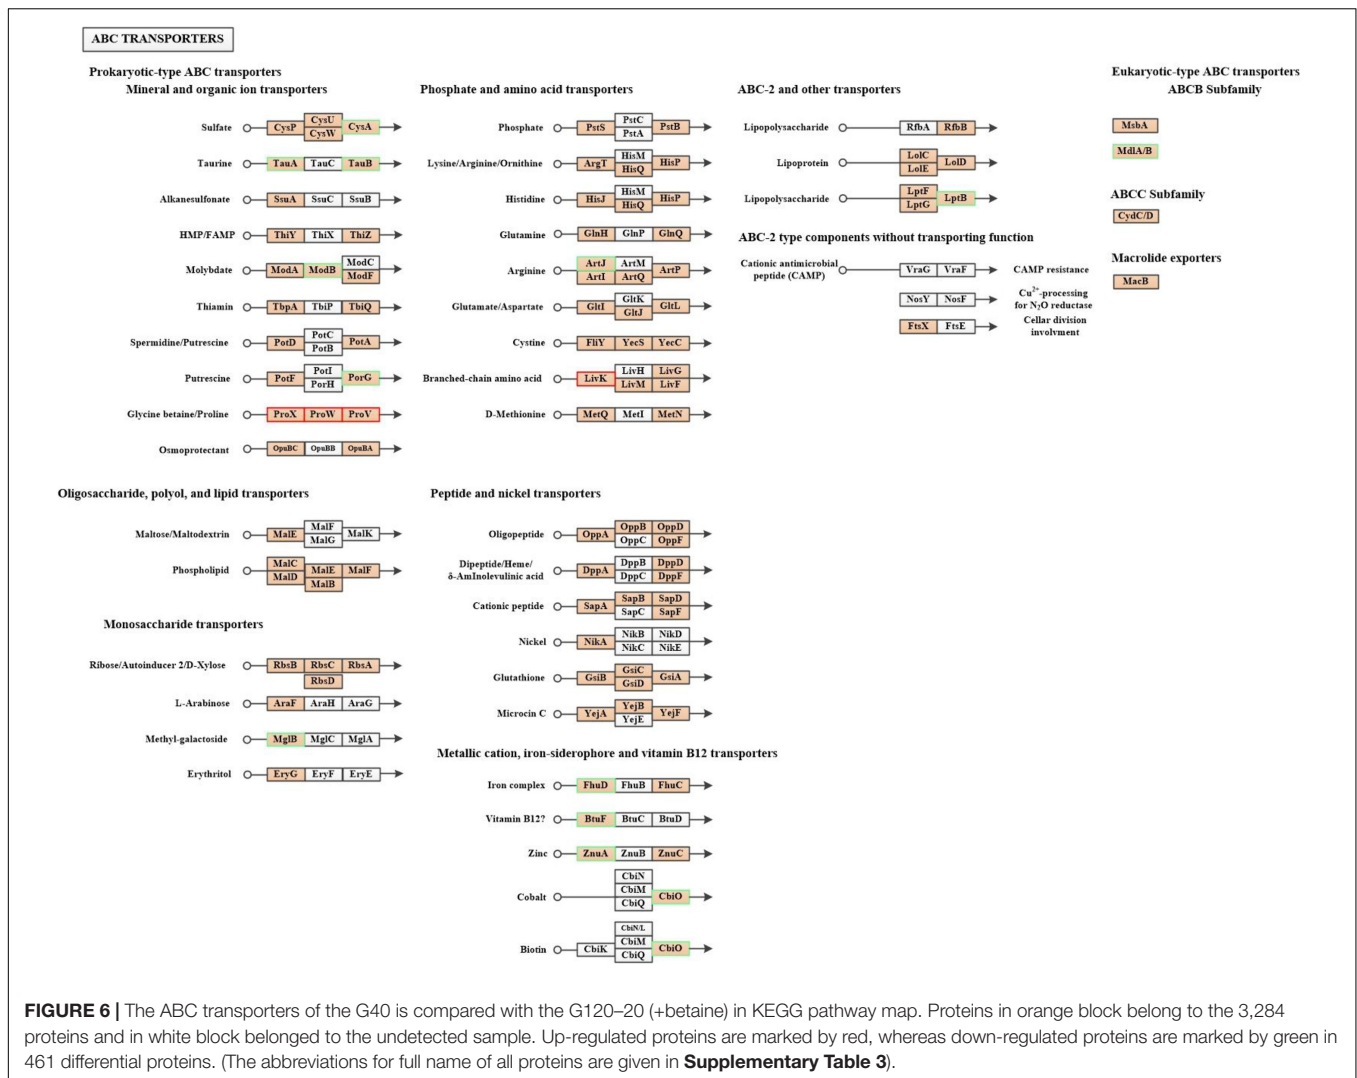 ABC TRANSPORTERS
Prokaryotic-type ABC transporters
Mineral and organic ion transporters
Sulfate CysP CysU CysW CysA
Taurine TauA TauC TauB
Alkanesulfonate SsuA SsuC SsuB
HMP/FAMP ThiY ThiX ThiZ
Molybdate ModA ModB ModC ModF
Thiamin TbpA TbiP TbiQ
Spermidine/Putrescine PotD PotC PotB PotA
Putrescine PotF PotI PorH PorG
Glycine betaine/Proline ProX ProW ProV
Osmoprotectant OpuBC OpuBB OpuBA
Oligosaccharide, polyol, and lipid transporters
Maltose/Maltodextrin MalE MalF MalG MalK
Phospholipid MalC MalD MalE MalB MalF
Monosaccharide transporters
Ribose/Autoinducer 2/D-Xylose RbsB RbsC RbsA
RbsD
L-Arabinose AraF AraH AraG
Methyl-galactoside MglB MglC MglA
Erythritol EryG EryF EryE
Phosphate and amino acid transporters
Phosphate PstS PstC PstA PstB
Lysine/Arginine/Ornithine ArgT HisM HisQ HisP
Histidine HisJ HisM HisQ HisP
Glutamine GlnH GlnP GlnQ
Arginine ArtJ ArtM ArtI ArtQ ArtP
Glutamate/Aspartate GltI GltK GltJ GltL
Cystine FliY YecS YecC
Branched-chain amino acid LivK LivH LivG LivM LivF
D-Methionine MetQ MetI MetN
Peptide and nickel transporters
Oligopeptide OppA OppB OppD OppC OppF
Dipeptide/Heme/
δ-AmInolevulinic acid DppA DppB DppD DppC DppF
Cationic peptide SapA SapB SapD SapC SapF
Nickel NikA NikB NikD NikC NikE
Glutathione GsiB GsiC GsiD GsiA
Microcin C YejA YejB YejE YejF
Metallic cation, iron-siderophore and vitamin B12 transporters
Iron complex FhuD FhuB FhuC
Vitamin B12? BtuF BtuC BtuD
Zinc ZnuA ZnuB ZnuC
Cobalt CbiN CbiM CbiQ CbiO
Biotin CbiK CbiN/L CbiM CbiQ CbiO
ABC-2 and other transporters
Lipopolysaccharide RfbA RfbB
Lipoprotein LolC LolE LolD
Lipopolysaccharide LptF LptG LptB
ABC-2 type components without transporting function
Cationic antimicrobial
peptide (CAMP) VraG VraF CAMP resistance
NosY NosF Cu2+-processing
for N2O reductase
FtsX FtsE Cellar division
involvment
Eukaryotic-type ABC transporters
ABCB Subfamily
MsbA
MdlA/B
ABCC Subfamily
CydC/D
Macrolide exporters
MacB
FIGURE 6 | The ABC transporters of the G40 is compared with the G120–20 (+betaine) in KEGG pathway map. Proteins in orange block belong to the 3,284
proteins and in white block belonged to the undetected sample. Up-regulated proteins are marked by red, whereas down-regulated proteins are marked by green in
461 differential proteins. (The abbreviations for full name of all proteins are given in Supplementary Table 3).